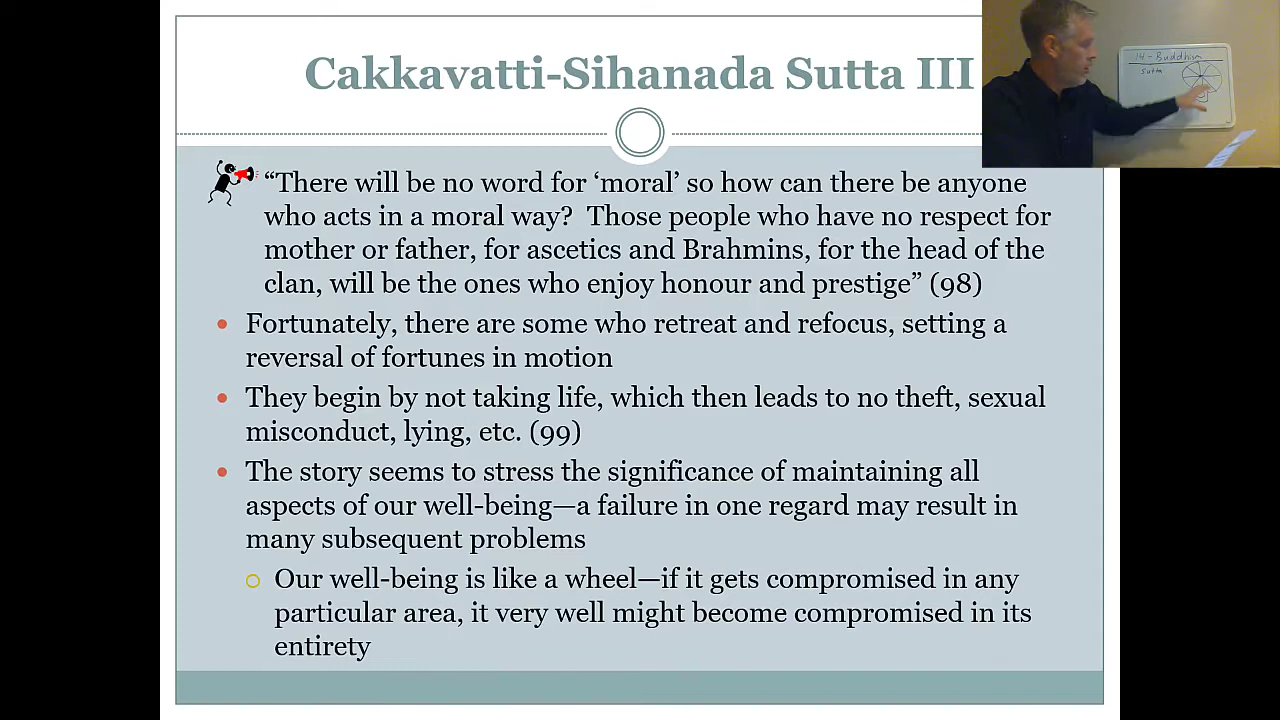 Cakkavatti-Sihanada Sutta III
14 - Buddhism
Sutta
“There will be no word for ‘moral’ so how can there be anyone
who acts in a moral way?  Those people who have no respect for
mother or father, for ascetics and Brahmins, for the head of the
clan, will be the ones who enjoy honour and prestige” (98)
Fortunately, there are some who retreat and refocus, setting a
reversal of fortunes in motion
They begin by not taking life, which then leads to no theft, sexual
misconduct, lying, etc. (99)
The story seems to stress the significance of maintaining all
aspects of our well-being—a failure in one regard may result in
many subsequent problems
Our well-being is like a wheel—if it gets compromised in any
particular area, it very well might become compromised in its
entirety